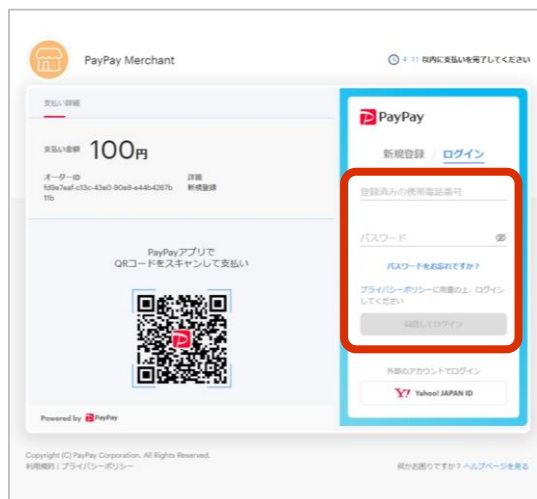 PayPay Merchant
4:11 以内に支払いを完了してください
支払い詳細
支払い金額 100円
オーダーID
fd9e7eaf-c13c-43e0-90e9-e44b4267b
11b
詳細
新規登録
PayPayアプリで
QRコードをスキャンして支払い
Powered by PayPay
PayPay
新規登録 / ログイン
登録済みの携帯電話番号
パスワード
パスワードをお忘れですか？
プライバシーポリシーに同意の上、ログイン
してください
同意してログイン
外部のアカウントでログイン
Y! Yahoo! JAPAN ID
Copyright (C) PayPay Corporation. All Rights Reserved.
利用規約 | プライバシーポリシー
何かお困りですか？ ヘルプページを見る